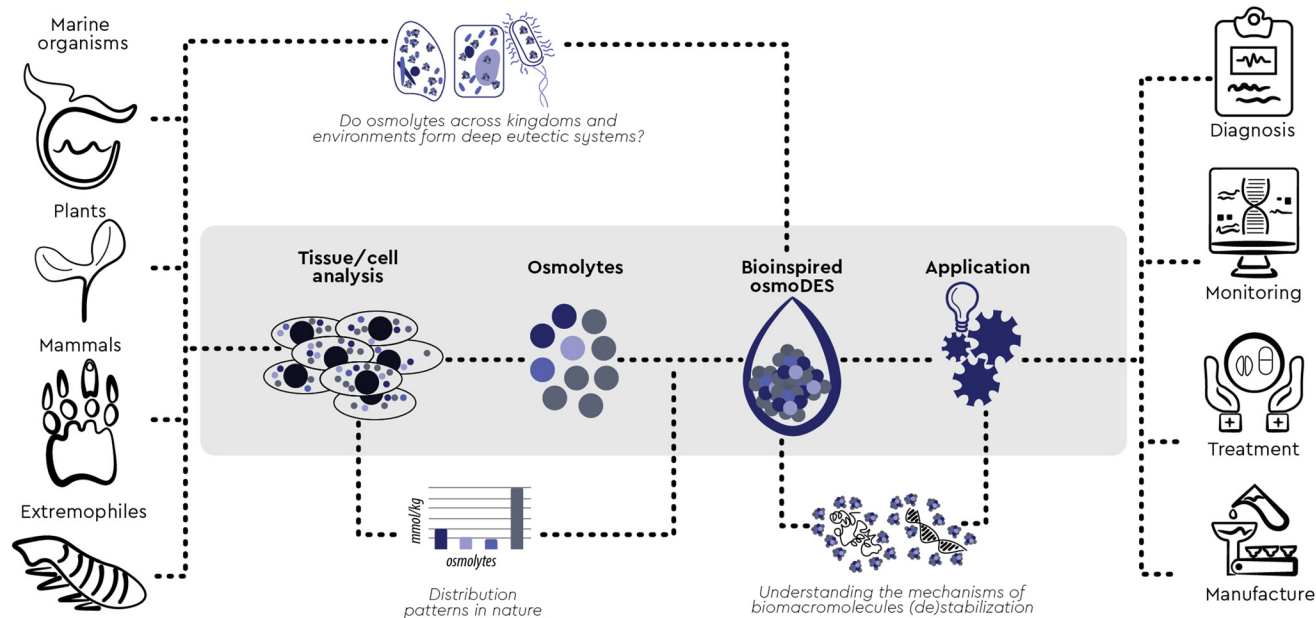 Marine
organisms
Plants
Mammals
Extremophiles
Do osmolytes across kingdoms and
environments form deep eutectic systems?
Tissue/cell
analysis
Osmolytes
Bioinspired
osmoDES
Application
mmol/kg
osmolytes
Distribution
patterns in nature
Understanding the mechanisms of
biomacromolecules (de)stabilization
Diagnosis
Monitoring
Treatment
Manufacture